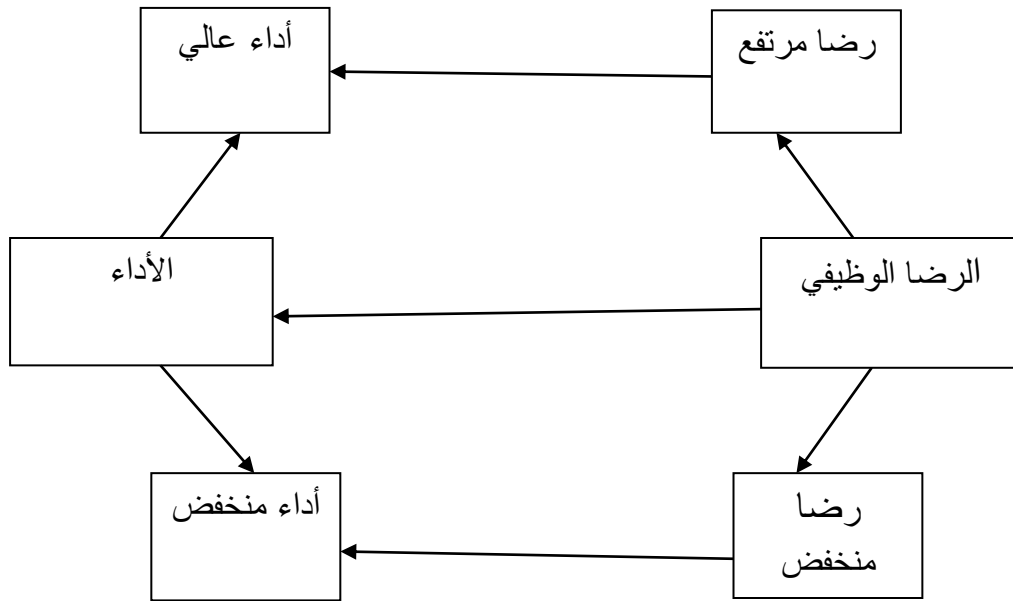 رضا مرتفع
أداء عالي
الرضا الوظيفي
الأداء
رضا
منخفض
أداء منخفض